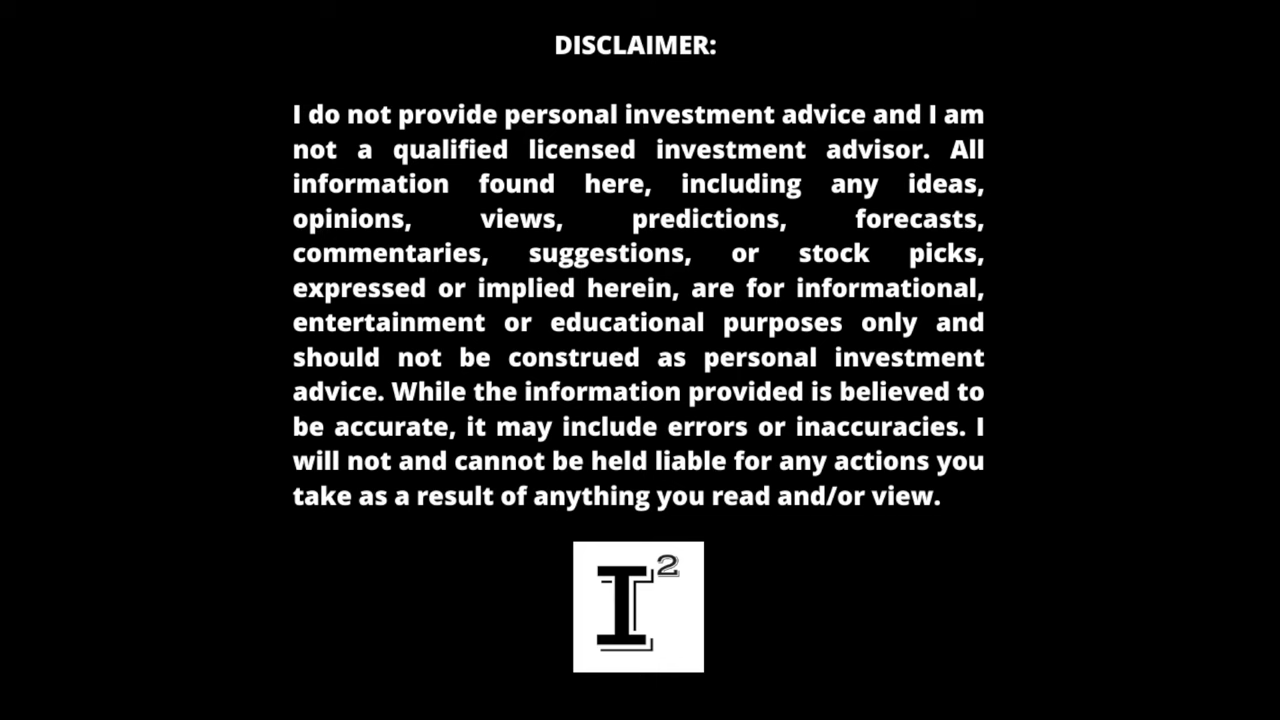 DISCLAIMER:
I do not provide personal investment advice and I am
not a qualified licensed investment advisor. All
information found here, including any ideas,
opinions, views, predictions, forecasts,
commentaries, suggestions, or stock picks,
expressed or implied herein, are for informational,
entertainment or educational purposes only and
should not be construed as personal investment
advice. While the information provided is believed to
be accurate, it may include errors or inaccuracies. I
will not and cannot be held liable for any actions you
take as a result of anything you read and/or view.
I²